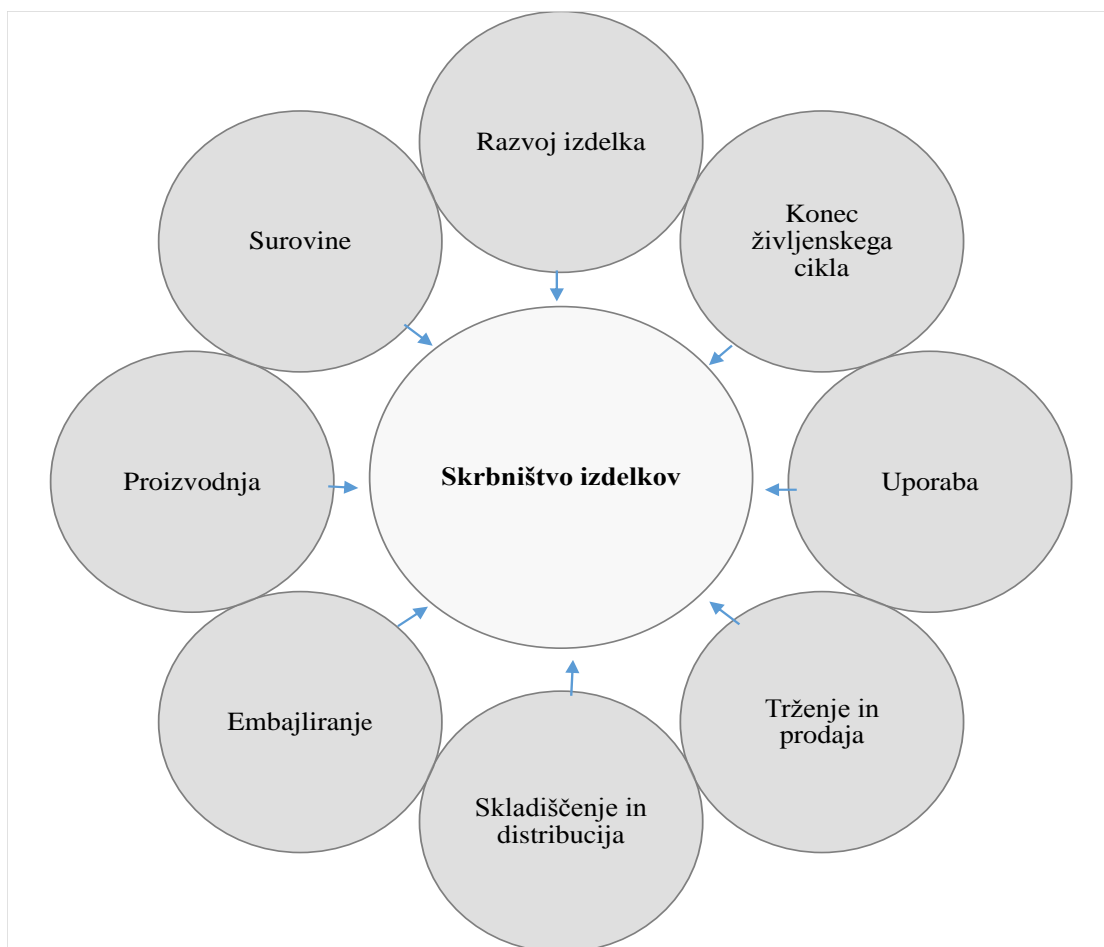 Razvoj izdelka
Konec
življenskega
cikla
Surovine
Skrbništvo izdelkov
Proizvodnja
Uporaba
Embajliranje
Trženje in
prodaja
Skladiščenje in
distribucija